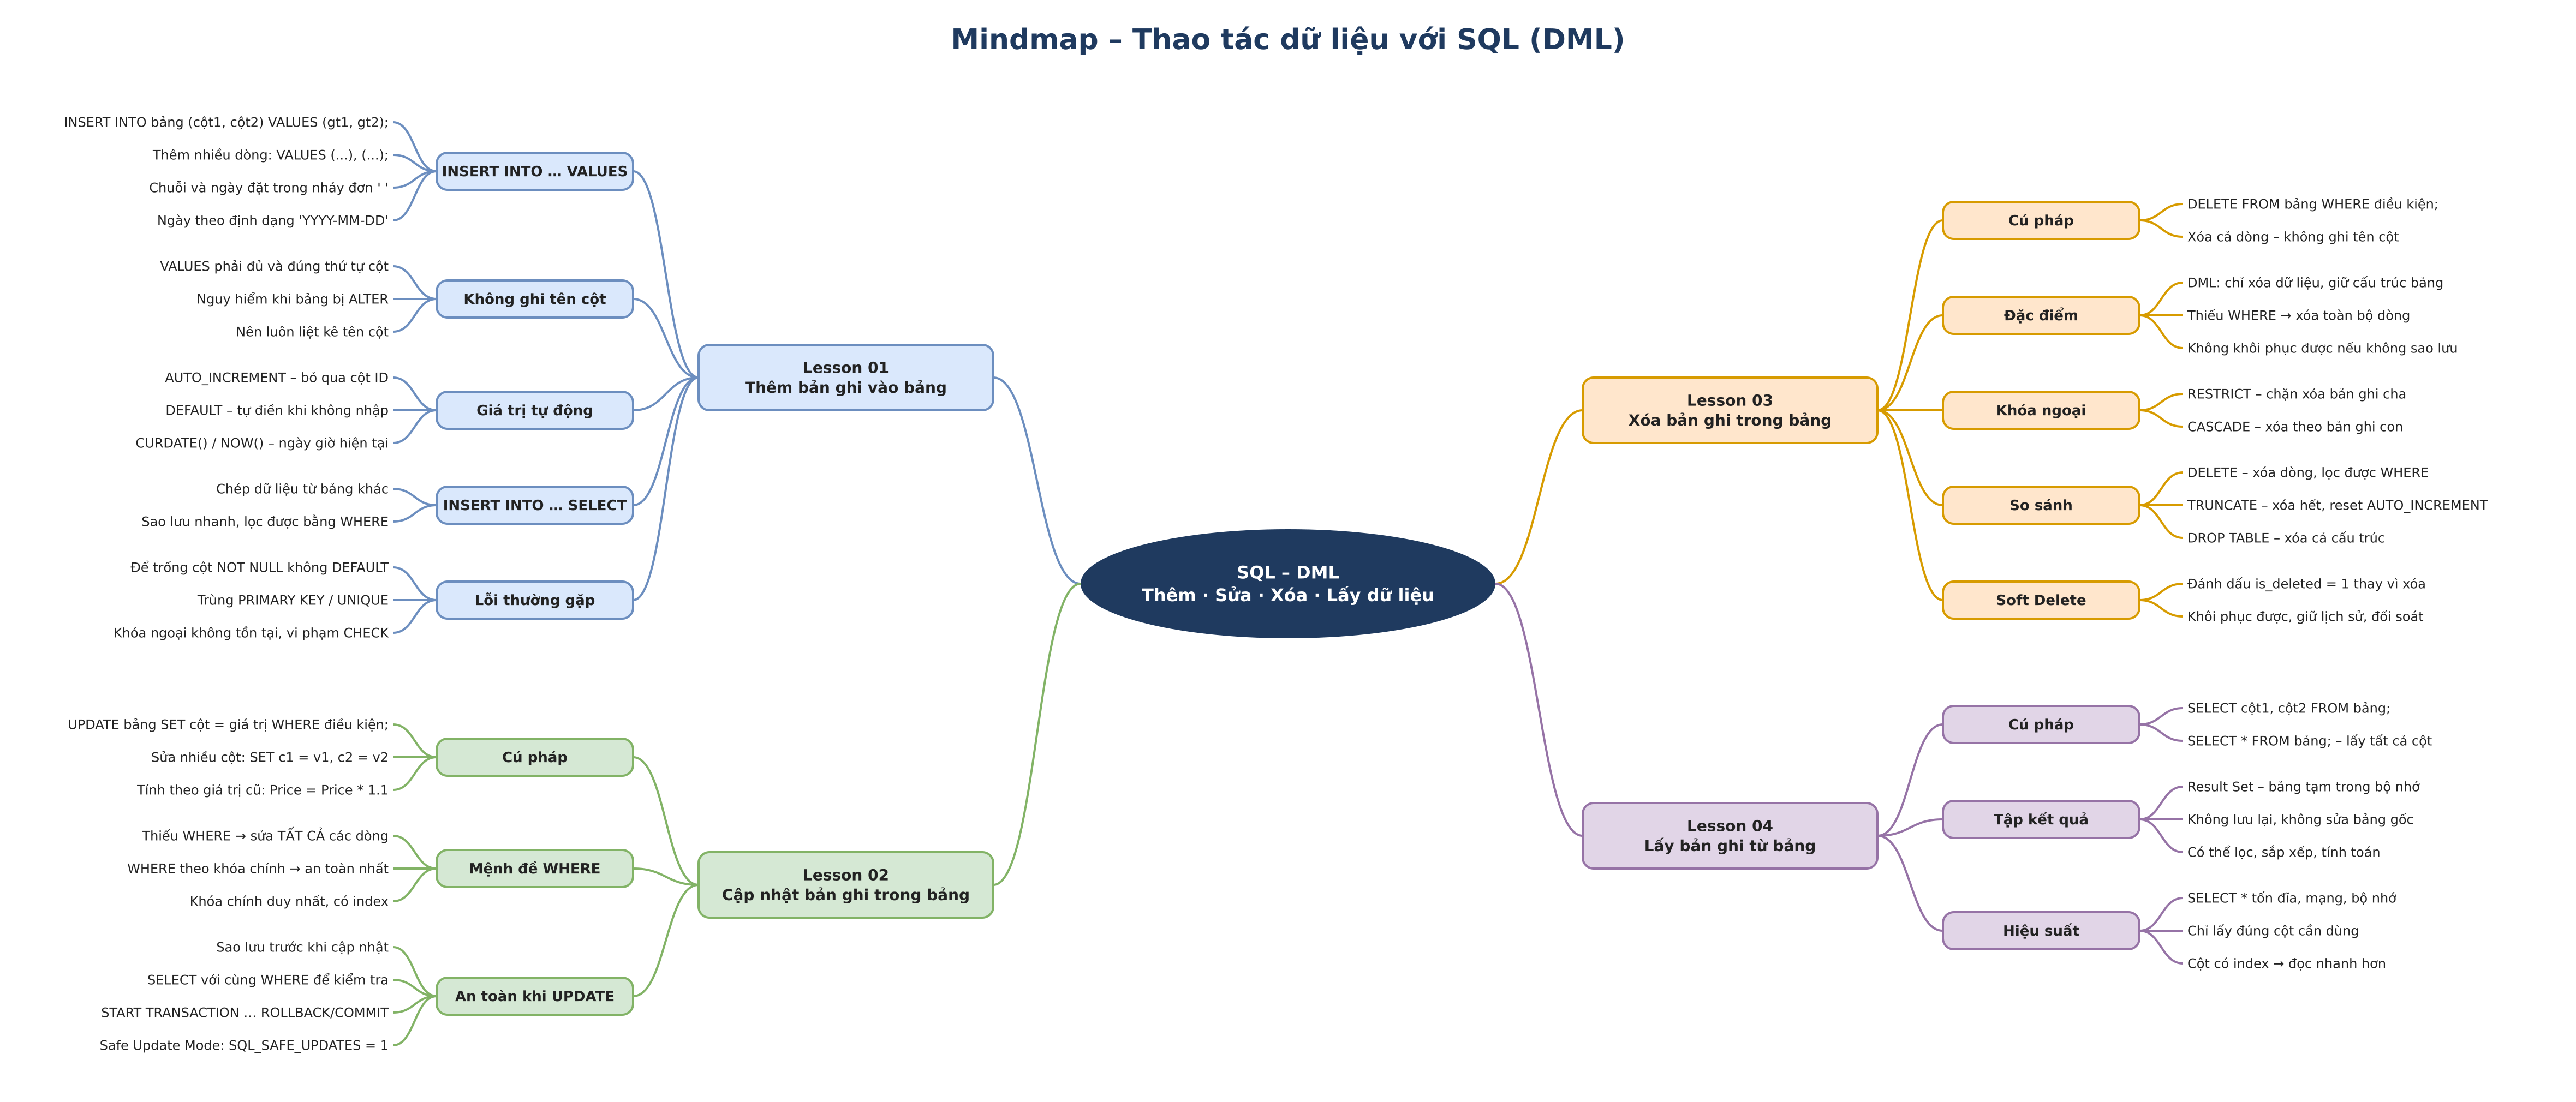 Mindmap – Thao tác dữ liệu với SQL (DML)
INSERT INTO bảng (cột1, cột2) VALUES (gt1, gt2);
Thêm nhiều dòng: VALUES (...), (...);
Chuỗi và ngày đặt trong nháy đơn ' '
Ngày theo định dạng 'YYYY-MM-DD'
INSERT INTO … VALUES
VALUES phải đủ và đúng thứ tự cột
Nguy hiểm khi bảng bị ALTER
Nên luôn liệt kê tên cột
Không ghi tên cột
AUTO_INCREMENT – bỏ qua cột ID
DEFAULT – tự điền khi không nhập
CURDATE() / NOW() – ngày giờ hiện tại
Giá trị tự động
Chép dữ liệu từ bảng khác
Sao lưu nhanh, lọc được bằng WHERE
INSERT INTO … SELECT
Để trống cột NOT NULL không DEFAULT
Trùng PRIMARY KEY / UNIQUE
Khóa ngoại không tồn tại, vi phạm CHECK
Lỗi thường gặp
Lesson 01
Thêm bản ghi vào bảng
UPDATE bảng SET cột = giá trị WHERE điều kiện;
Sửa nhiều cột: SET c1 = v1, c2 = v2
Tính theo giá trị cũ: Price = Price * 1.1
Cú pháp
Thiếu WHERE → sửa TẤT CẢ các dòng
WHERE theo khóa chính → an toàn nhất
Khóa chính duy nhất, có index
Mệnh đề WHERE
Sao lưu trước khi cập nhật
SELECT với cùng WHERE để kiểm tra
START TRANSACTION … ROLLBACK/COMMIT
Safe Update Mode: SQL_SAFE_UPDATES = 1
An toàn khi UPDATE
Lesson 02
Cập nhật bản ghi trong bảng
SQL – DML
Thêm · Sửa · Xóa · Lấy dữ liệu
Lesson 03
Xóa bản ghi trong bảng
Cú pháp
DELETE FROM bảng WHERE điều kiện;
Xóa cả dòng – không ghi tên cột
Đặc điểm
DML: chỉ xóa dữ liệu, giữ cấu trúc bảng
Thiếu WHERE → xóa toàn bộ dòng
Không khôi phục được nếu không sao lưu
Khóa ngoại
RESTRICT – chặn xóa bản ghi cha
CASCADE – xóa theo bản ghi con
So sánh
DELETE – xóa dòng, lọc được WHERE
TRUNCATE – xóa hết, reset AUTO_INCREMENT
DROP TABLE – xóa cả cấu trúc
Soft Delete
Đánh dấu is_deleted = 1 thay vì xóa
Khôi phục được, giữ lịch sử, đối soát
Lesson 04
Lấy bản ghi từ bảng
Cú pháp
SELECT cột1, cột2 FROM bảng;
SELECT * FROM bảng; – lấy tất cả cột
Tập kết quả
Result Set – bảng tạm trong bộ nhớ
Không lưu lại, không sửa bảng gốc
Có thể lọc, sắp xếp, tính toán
Hiệu suất
SELECT * tốn đĩa, mạng, bộ nhớ
Chỉ lấy đúng cột cần dùng
Cột có index → đọc nhanh hơn